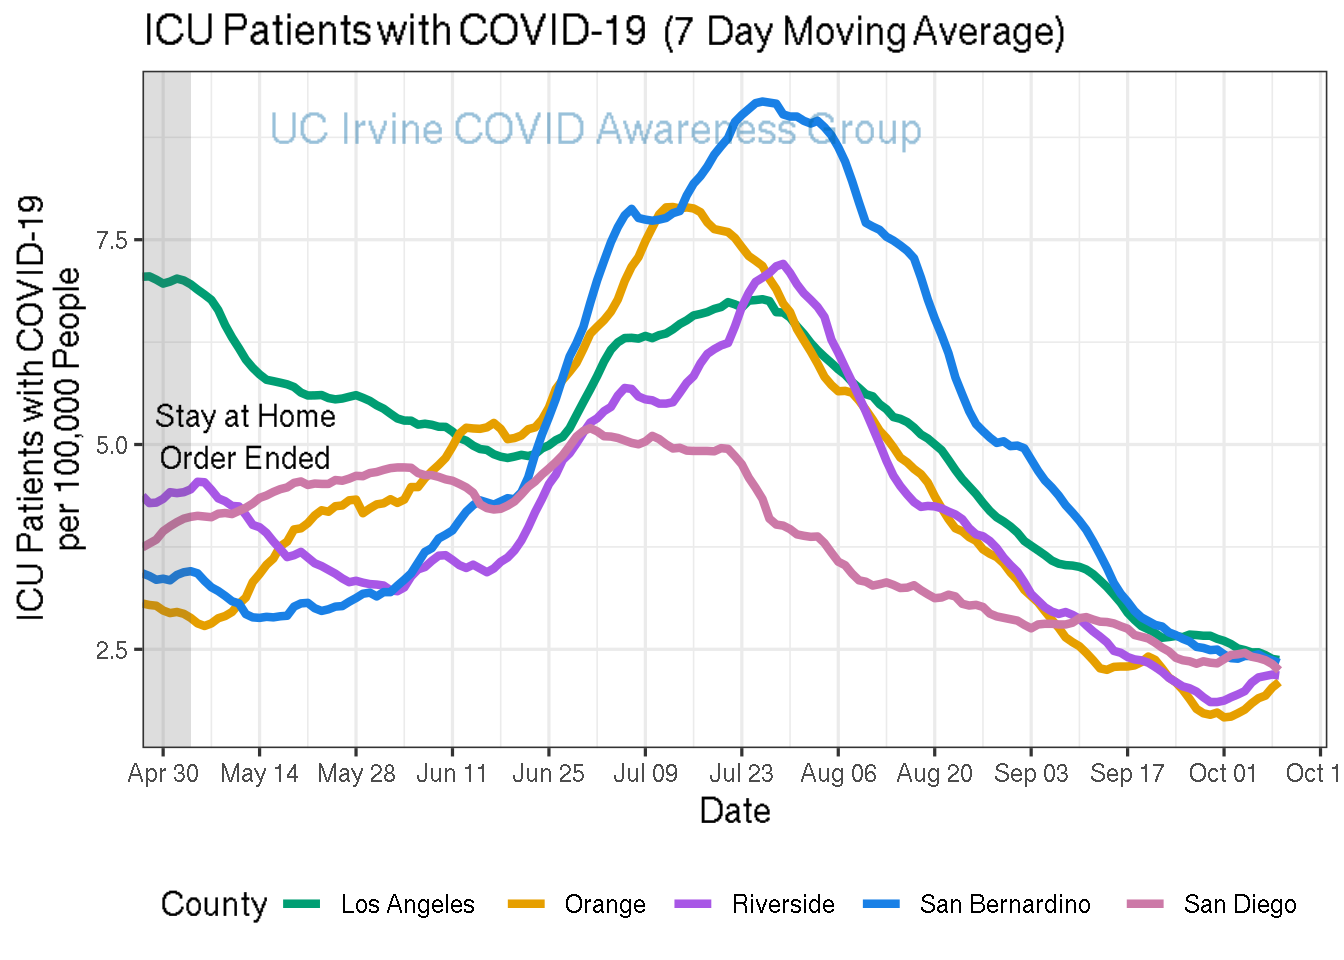 ICU Patients with COVID-19 (7 Day Moving Average)
UC Irvine COVID Awareness Group
ICU Patients with COVID-19
per 100,000 People
7.5
5.0
2.5
Stay at Home
Order Ended
Apr 30 May 14 May 28 Jun 11 Jun 25 Jul 09 Jul 23 Aug 06 Aug 20 Sep 03 Sep 17 Oct 01 Oct 1
Date
County Los Angeles Orange Riverside San Bernardino San Diego